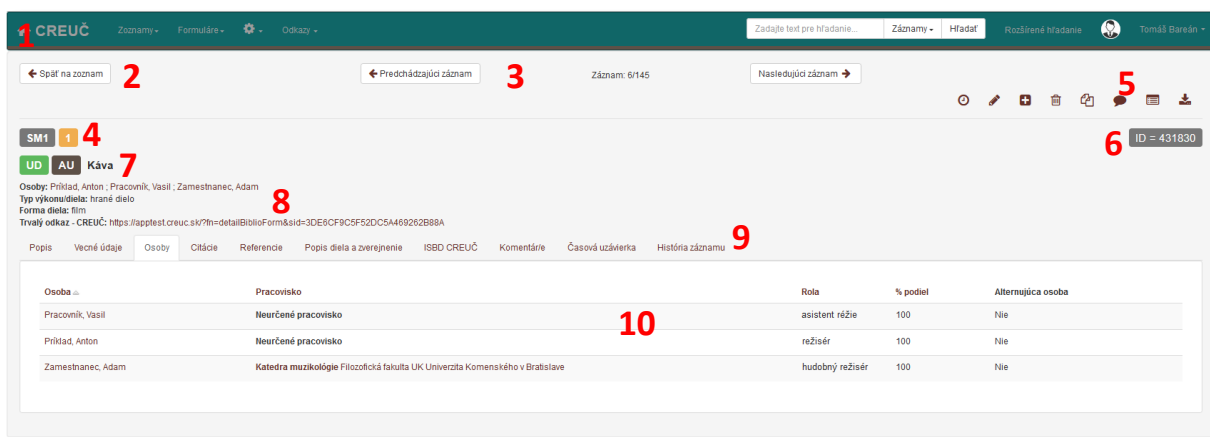 1 CREUČ Zoznamy Formuláre Odkazy Zadajte text pre hľadanie... Záznamy Hľadať Rozšírené hľadanie Tomáš Bareán
Späť na zoznam 2 Predchádzajúci záznam 3 Záznam: 6/145 Nasledujúci záznam
5
SM1 1 4 6 ID = 431830
UD AU Káva 7
Osoby: Príklad, Anton ; Pracovník, Vasil ; Zamestnanec, Adam
Typ výkonu/diela: hrané dielo 8
Forma diela: film
Trvalý odkaz - CREUČ: https://apptest.creuc.sk/?fn=detailBiblioForm&sid=3DE6CF9C5F52DC5A469262B88A
Popis Vecné údaje Osoby Citácie Referencie Popis diela a zverejnenie ISBD CREUČ Komentár/e Časová uzávierka História záznamu 9
Osoba Pracovisko Rola % podiel Alternujúca osoba
Pracovník, Vasil Neurčené pracovisko 10 asistent réžie 100 Nie
Príklad, Anton Neurčené pracovisko režisér 100 Nie
Zamestnanec, Adam Katedra muzikológie Filozofická fakulta UK Univerzita Komenského v Bratislave hudobný režisér 100 Nie